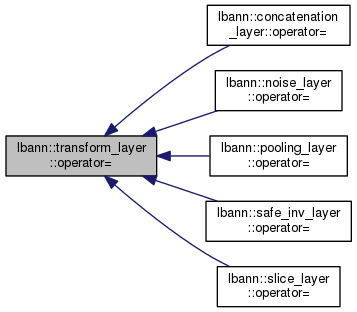 lbann::concatenation
_layer::operator=
lbann::noise_layer
::operator=
lbann::transform_layer
::operator=
lbann::pooling_layer
::operator=
lbann::safe_inv_layer
::operator=
lbann::slice_layer
::operator=